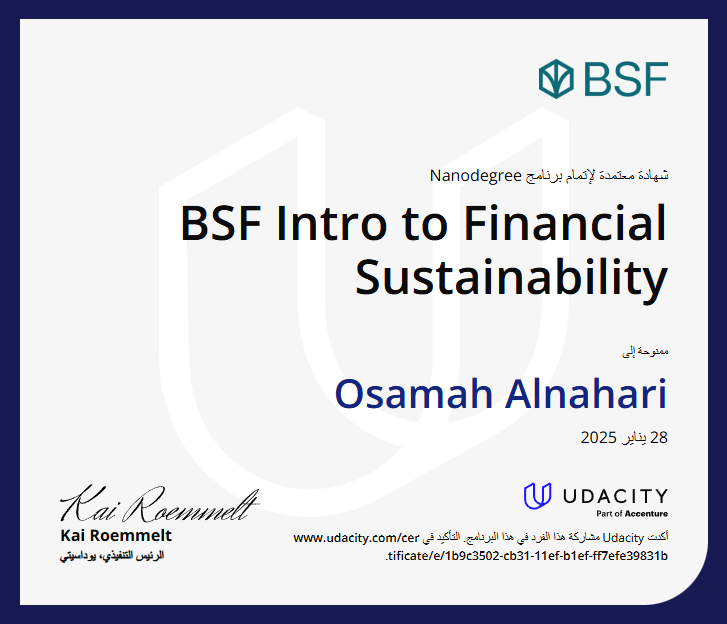 BSF
شهادة معتمدة لإتمام برنامج Nanodegree
BSF Intro to Financial
Sustainability
ممنوحة إلى
Osamah Alnahari
28 يناير 2025
Kai Roemmelt
Kai Roemmelt
الرئيس التنفيذي، يوداسيتي
UDACITY
Part of Accenture
أكدت Udacity مشاركة هذا الفرد في هذا البرنامج. التأكيد في www.udacity.com/cer
tificate/e/1b9c3502-cb31-11ef-b1ef-ff7efe39831b.